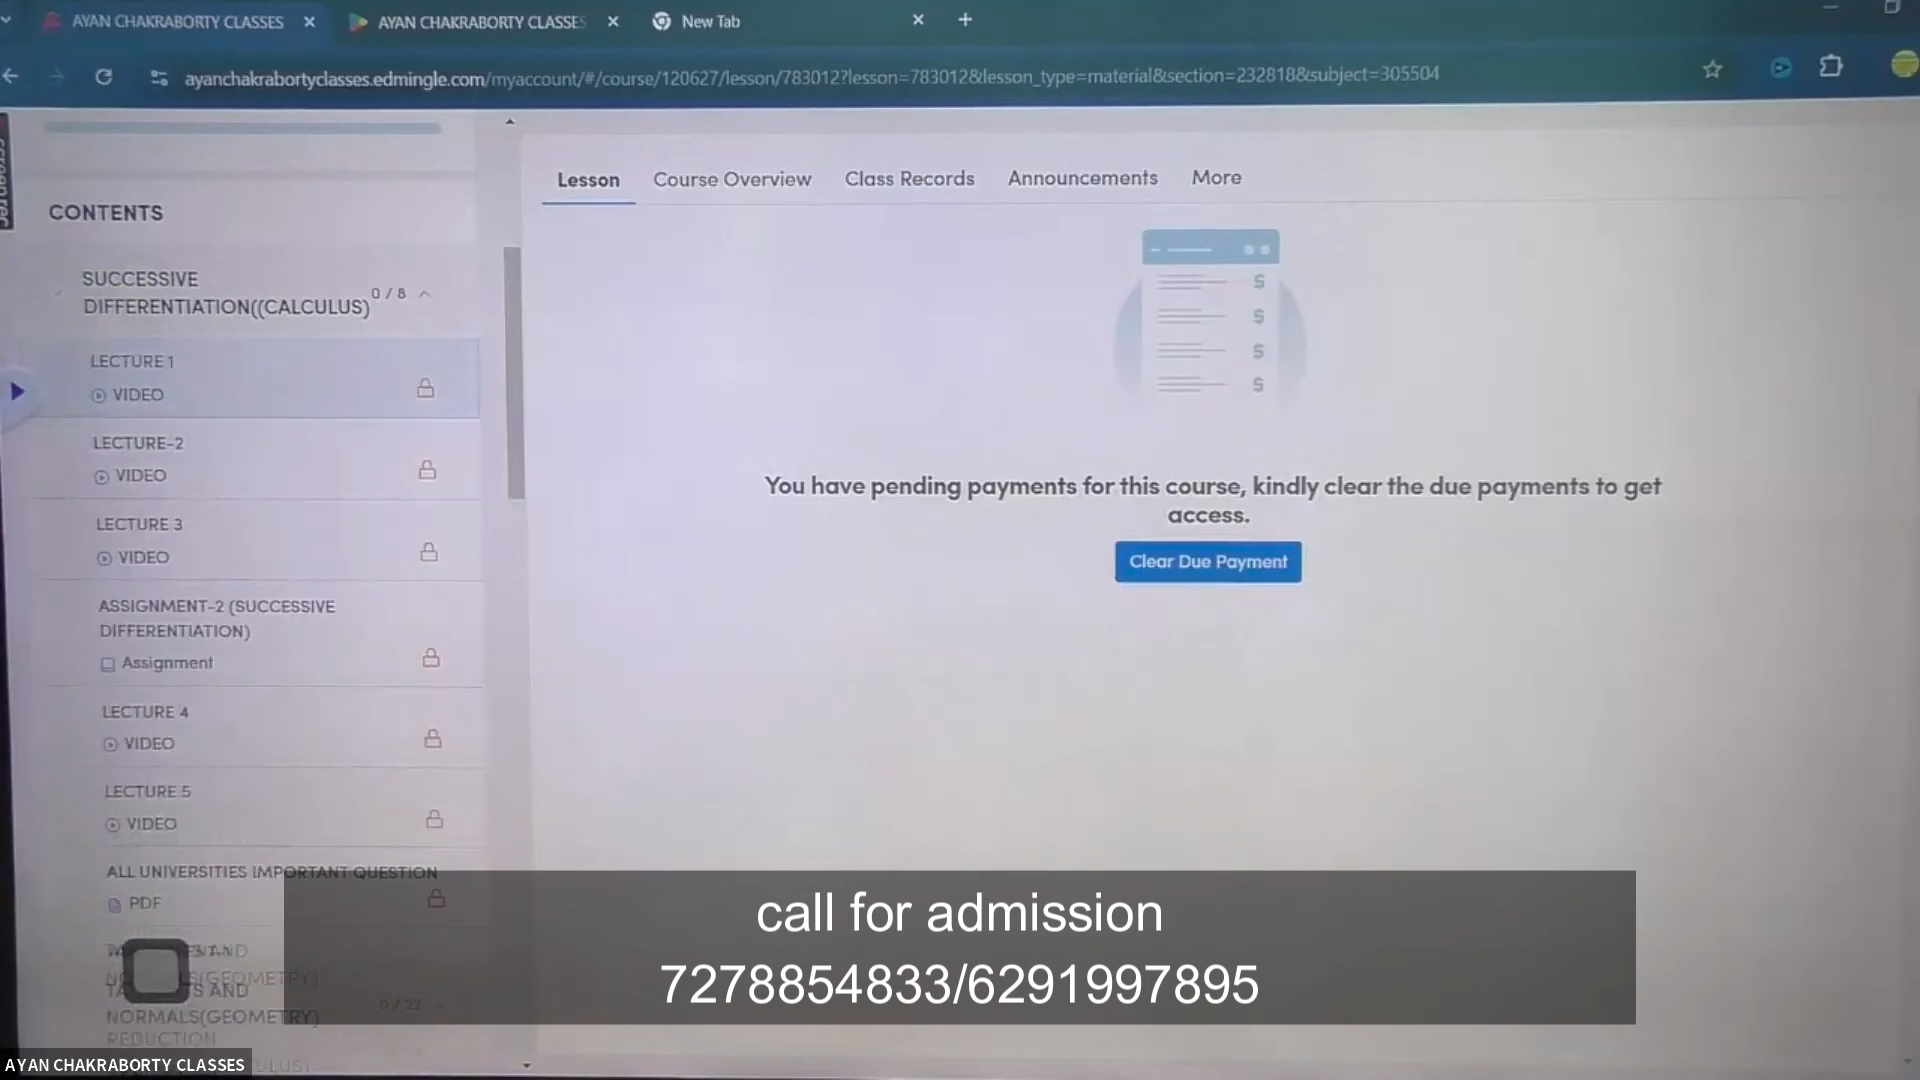 AYAN CHAKRABORTY CLASSES
AYAN CHAKRABORTY CLASSES
New Tab
ayanchakrabortyclasses.edmingle.com/myaccount/#/course/120627/lesson/783012?lesson=783012&lesson_type=material&section=232818&subject=305504
Lesson
Course Overview
Class Records
Announcements
More
CONTENTS
SUCCESSIVE
DIFFERENTIATION((CALCULUS)
0 / 8
LECTURE 1
VIDEO
LECTURE-2
VIDEO
LECTURE 3
VIDEO
ASSIGNMENT-2 (SUCCESSIVE
DIFFERENTIATION)
Assignment
LECTURE 4
VIDEO
LECTURE 5
VIDEO
ALL UNIVERSITIES IMPORTANT QUESTION
PDF
AND
NORMALS(GEOMETRY)
0 / 22
REDUCTION
$
$
$
$
You have pending payments for this course, kindly clear the due payments to get
access.
Clear Due Payment
call for admission
7278854833/6291997895
AYAN CHAKRABORTY CLASSES